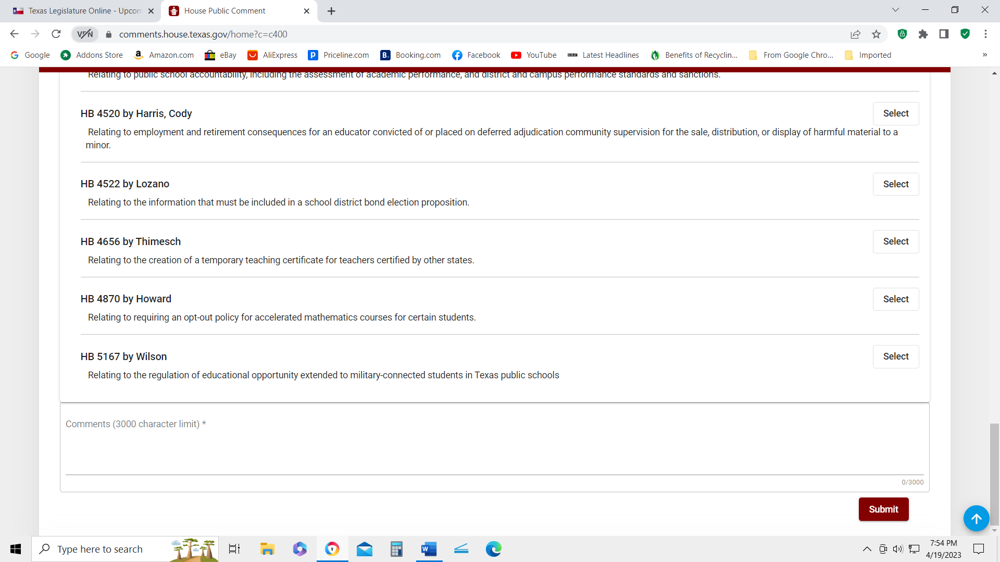 Texas Legislature Online - Upcom
House Public Comment
VPN
comments.house.texas.gov/home?c=c400
Google
Addons Store
Amazon.com
eBay
AliExpress
Priceline.com
Booking.com
Facebook
YouTube
BBC
Latest Headlines
Benefits of Recyclin...
From Google Chro...
Imported
»
Relating to public school accountability, including the assessment of academic performance, and district and campus performance standards and sanctions.
HB 4520 by Harris, Cody
Select
Relating to employment and retirement consequences for an educator convicted of or placed on deferred adjudication community supervision for the sale, distribution, or display of harmful material to a
minor.
HB 4522 by Lozano
Select
Relating to the information that must be included in a school district bond election proposition.
HB 4656 by Thimesch
Select
Relating to the creation of a temporary teaching certificate for teachers certified by other states.
HB 4870 by Howard
Select
Relating to requiring an opt-out policy for accelerated mathematics courses for certain students.
HB 5167 by Wilson
Select
Relating to the regulation of educational opportunity extended to military-connected students in Texas public schools
Comments (3000 character limit) *
0/3000
Submit
Type here to search
7:54 PM
4/19/2023